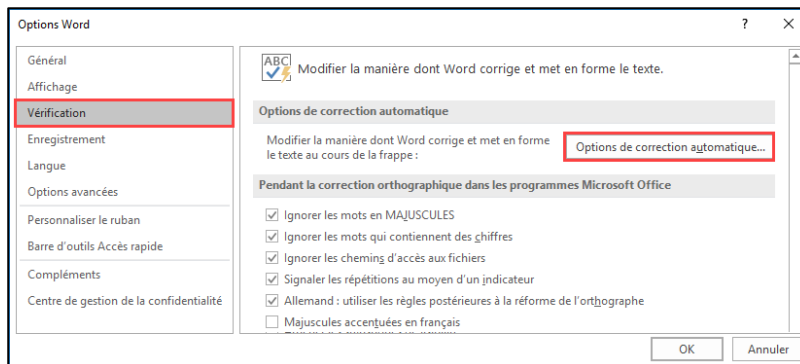 Options Word
?
Général
Affichage
Vérification
Enregistrement
Langue
Options avancées
Personnaliser le ruban
Barre d'outils Accès rapide
Compléments
Centre de gestion de la confidentialité
ABC
Modifier la manière dont Word corrige et met en forme le texte.
Options de correction automatique
Modifier la manière dont Word corrige et met en forme
le texte au cours de la frappe :
Options de correction automatique...
Pendant la correction orthographique dans les programmes Microsoft Office
Ignorer les mots en MAJUSCULES
Ignorer les mots qui contiennent des chiffres
Ignorer les chemins d'accès aux fichiers
Signaler les répétitions au moyen d'un indicateur
Allemand : utiliser les règles postérieures à la réforme de l'orthographe
Majuscules accentuées en français
OK
Annuler